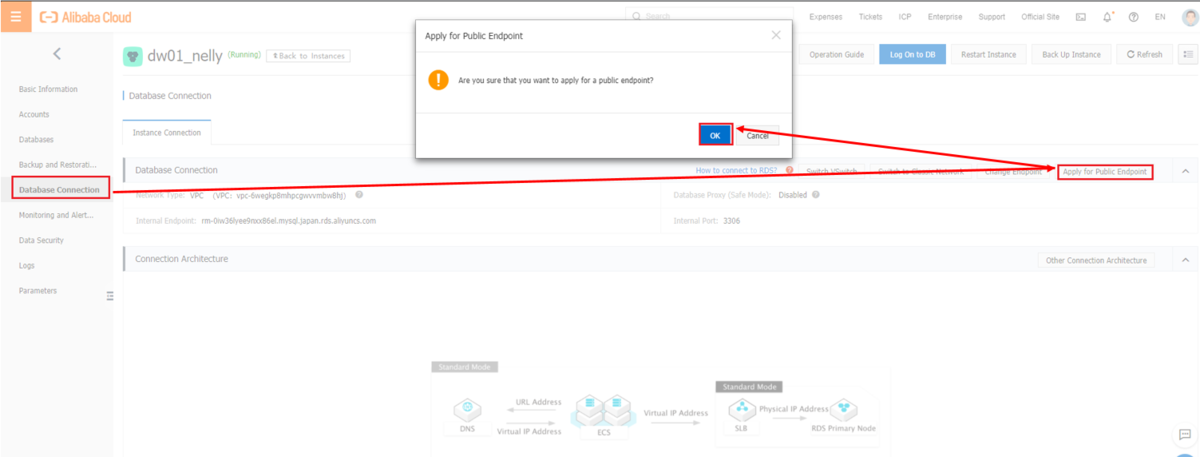 Alibaba Cloud
Search
Expenses Tickets ICP Enterprise Support Official Site EN
dw01_nelly (Running) Back to Instances
Operation Guide Log On to DB Restart Instance Back Up Instance Refresh
Apply for Public Endpoint
Are you sure that you want to apply for a public endpoint?
OK Cancel
Basic Information
Accounts
Databases
Backup and Restorati...
Database Connection
Monitoring and Alert...
Data Security
Logs
Parameters
Database Connection
Instance Connection
Database Connection How to connect to RDS? Switch VSwitch Switch to Classic Network Change Endpoint Apply for Public Endpoint
Network Type: VPC (VPC: vpc-6wegkp8mhpcgwvvmbw8hj) Database Proxy (Safe Mode): Disabled
Internal Endpoint: rm-0iw36lyee9nxx86el.mysql.japan.rds.aliyuncs.com Internal Port: 3306
Connection Architecture Other Connection Architecture
Standard Mode
URL Address
DNS
Virtual IP Address
ECS
Virtual IP Address
Standard Mode
SLB
Physical IP Address
RDS Primary Node